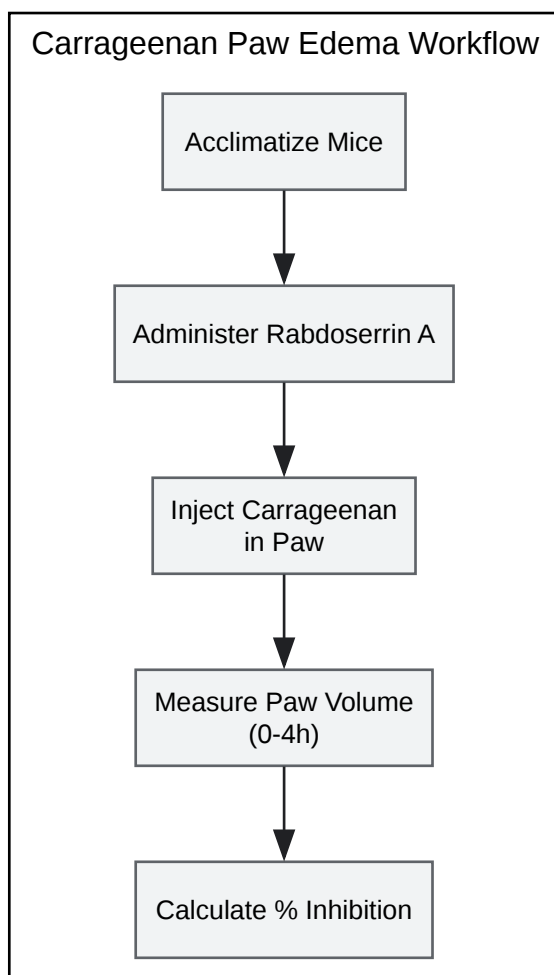 Carrageenan Paw Edema Workflow
Acclimatize Mice
Administer Rabdoserrin A
Inject Carrageenan
in Paw
Measure Paw Volume
(0-4h)
Calculate % Inhibition